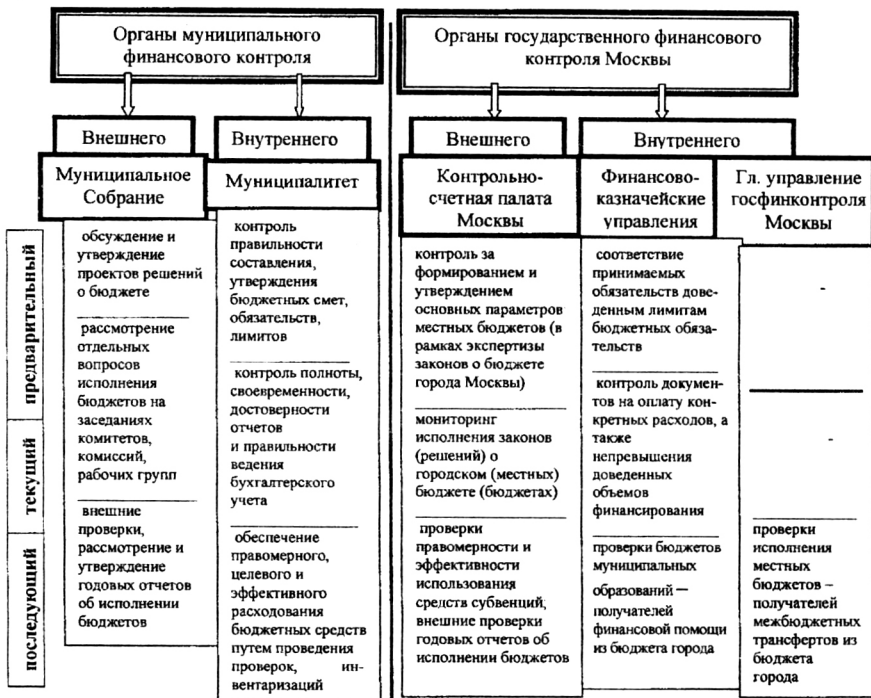 Органы муниципального
финансового контроля
Органы государственного финансового
контроля Москвы
Внешнего
Внутреннего
Внешнего
Внутреннего
Муниципальное
Собрание
Муниципалитет
Контрольно-
счетная палата
Москвы
Финансово-
казначейские
управления
Гл. управление
госфинконтроля
Москвы
предварительный
обсуждение и
утверждение
проектов решений
о бюджете
контроль
правильности
составления,
утверждения
бюджетных смет,
обязательств,
лимитов
контроль за
формированием и
утверждением
основных параметров
местных бюджетов (в
рамках экспертизы
законов о бюджете
города Москвы)
соответствие
принимаемых
обязательств дове-
денным лимитам
бюджетных обяза-
тельств
-
текущий
рассмотрение
отдельных
вопросов
исполнения
бюджетов на
заседаниях
комитетов,
комиссий,
рабочих групп
контроль полноты,
своевременности,
достоверности
отчетов
и правильности
ведения
бухгалтерского
учета
мониторинг
исполнения законов
(решений) о
городском (местных)
бюджете (бюджетах)
контроль докумен-
тов на оплату кон-
кретных расходов, а
также
непревышения
доведенных
объемов
финансирования
-
последующий
внешние
проверки,
рассмотрение и
утверждение
годовых отчетов
об исполнении
бюджетов
обеспечение
правомерного,
целевого и
эффективного
расходования
бюджетных средств
путем проведения
проверок, ин-
вентаризаций
проверки
правомерности и
эффективности
использования
средств субвенций;
внешние проверки
годовых отчетов об
исполнении бюджетов
проверки бюджетов
муниципальных
образований —
получателей
финансовой помощи
из бюджета города
проверки
исполнения
местных
бюджетов –
получателей
межбюджетных
трансфертов из
бюджета
города